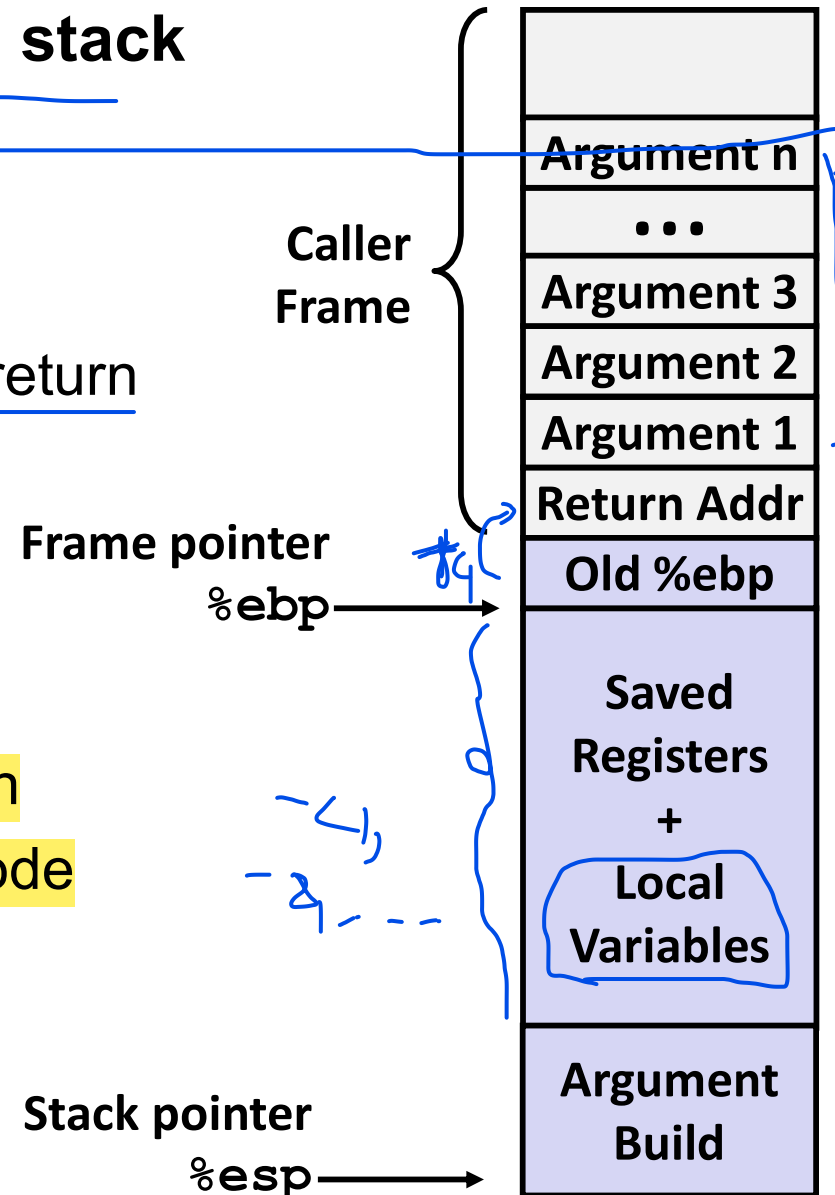 stack
Argument n
...
Caller
Frame
Argument 3
return
Argument 2
Argument 1
Return Addr
Frame pointer
%ebp
Old %ebp
Saved
Registers
+
Local
Variables
-4,
Argument
Build
Stack pointer
%esp